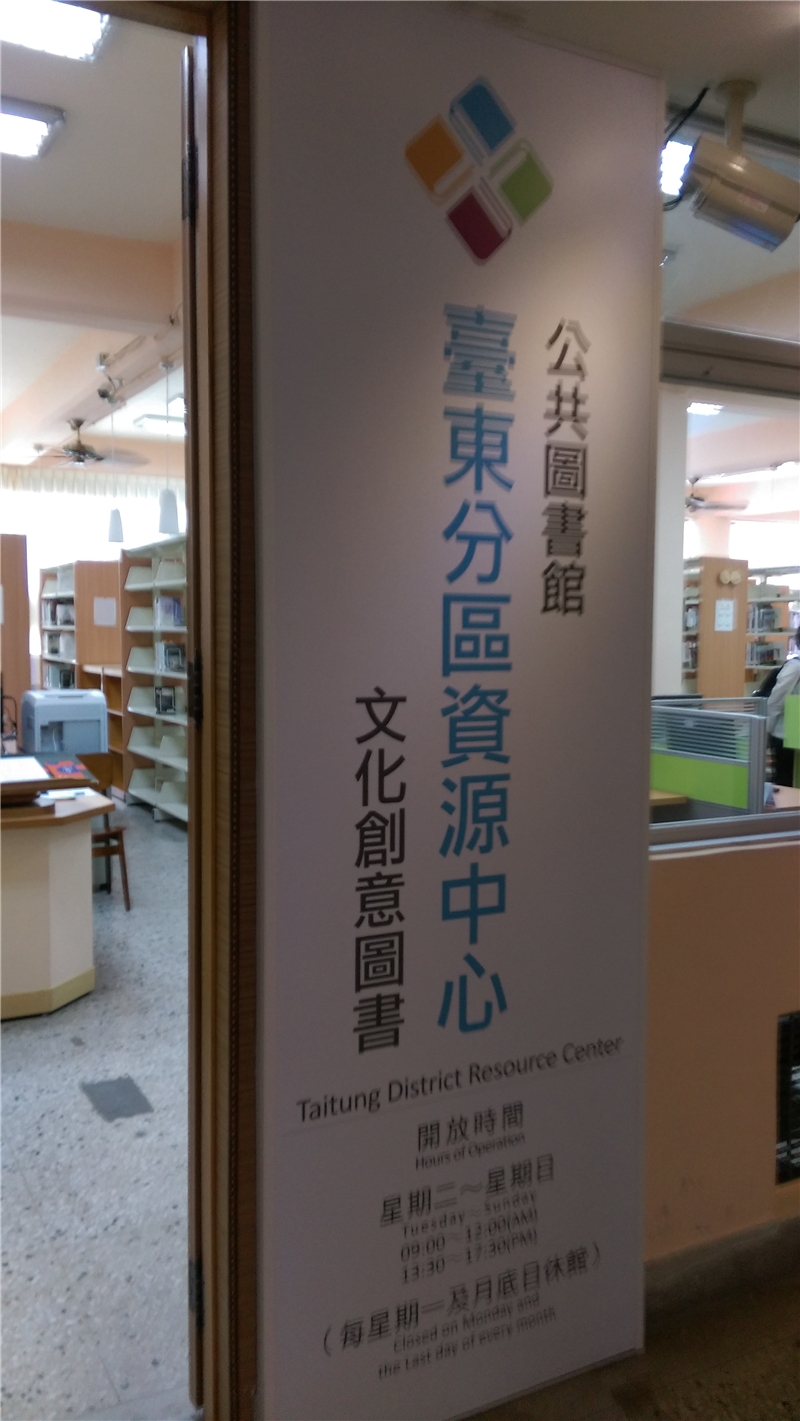 公共圖書館
臺東分區資源中心
文化創意圖書
Taitung District Resource Center
開放時間
Hours of Operation
星期二～星期日
Tuesday～Sunday
09:00～12:00(AM)
13:30～17:30(PM)
（每星期一及月底日休館）
Closed on Monday and
the Last day of every month